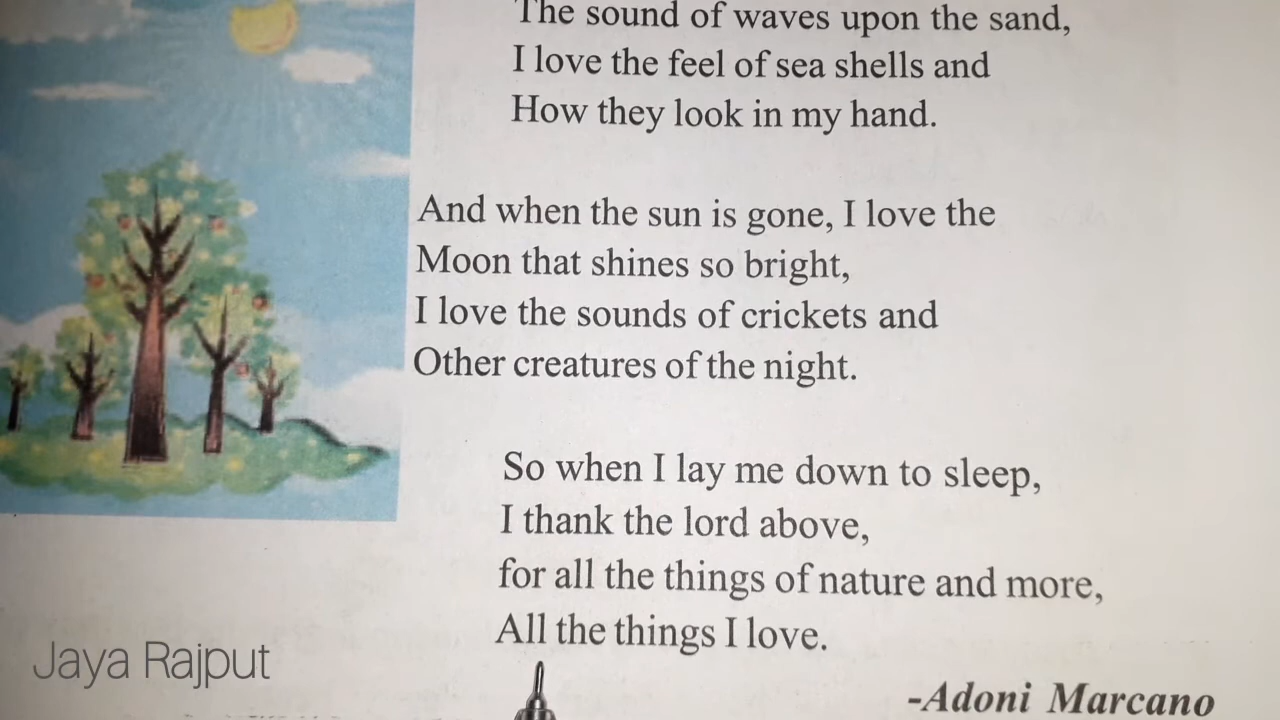 The sound of waves upon the sand,
I love the feel of sea shells and
How they look in my hand.
And when the sun is gone, I love the
Moon that shines so bright,
I love the sounds of crickets and
Other creatures of the night.
So when I lay me down to sleep,
I thank the lord above,
for all the things of nature and more,
All the things I love.
-Adoni Marcano
Jaya Rajput